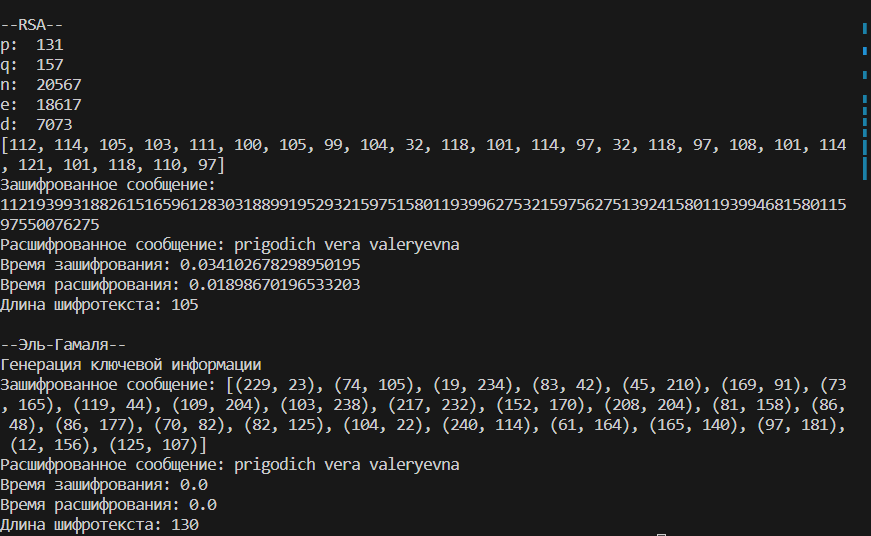 --RSA--
p:  131
q:  157
n:  20567
e:  18617
d:  7073
[112, 114, 105, 103, 111, 100, 105, 99, 104, 32, 118, 101, 114, 97, 32, 118, 97, 108, 101, 114
, 121, 101, 118, 110, 97]
Зашифрованное сообщение:
1121939931882615165961283031889919529321597515801193996275321597562751392415801193994681580115
97550076275
Расшифрованное сообщение: prigodich vera valeryevna
Время зашифрования: 0.034102678298950195
Время расшифрования: 0.01898670196533203
Длина шифротекста: 105

--Эль-Гамаля--
Генерация ключевой информации
Зашифрованное сообщение: [(229, 23), (74, 105), (19, 234), (83, 42), (45, 210), (169, 91), (73
, 165), (119, 44), (109, 204), (103, 238), (217, 232), (152, 170), (208, 204), (81, 158), (86,
 48), (86, 177), (70, 82), (82, 125), (104, 22), (240, 114), (61, 164), (165, 140), (97, 181),
 (12, 156), (125, 107)]
Расшифрованное сообщение: prigodich vera valeryevna
Время зашифрования: 0.0
Время расшифрования: 0.0
Длина шифротекста: 130